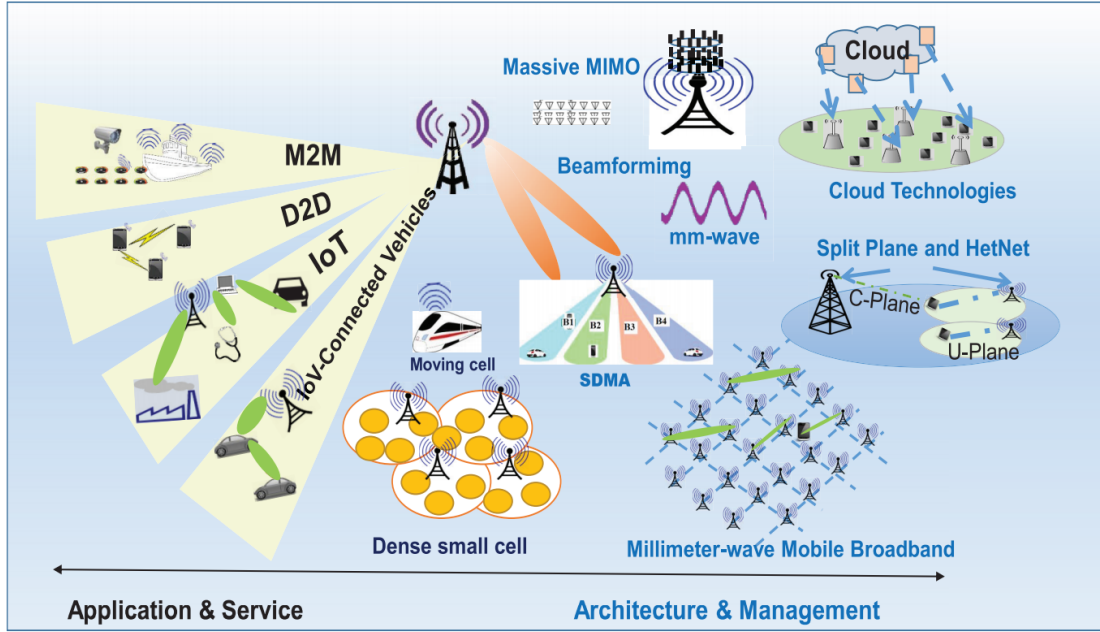 Massive MIMO
Cloud
M2M
Beamformimg
Cloud Technologies
D2D
mm-wave
IoT
Split Plane and HetNet
IoV-Connected Vehicles
C-Plane
B1
B2
B3
B4
U-Plane
Moving cell
SDMA
Dense small cell
Millimeter-wave Mobile Broadband
Application & Service
Architecture & Management